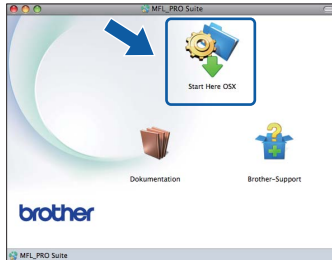 MFL_PRO Suite
Start Here OSX
Dokumentation
Brother-Support
brother
MFL_PRO Suite